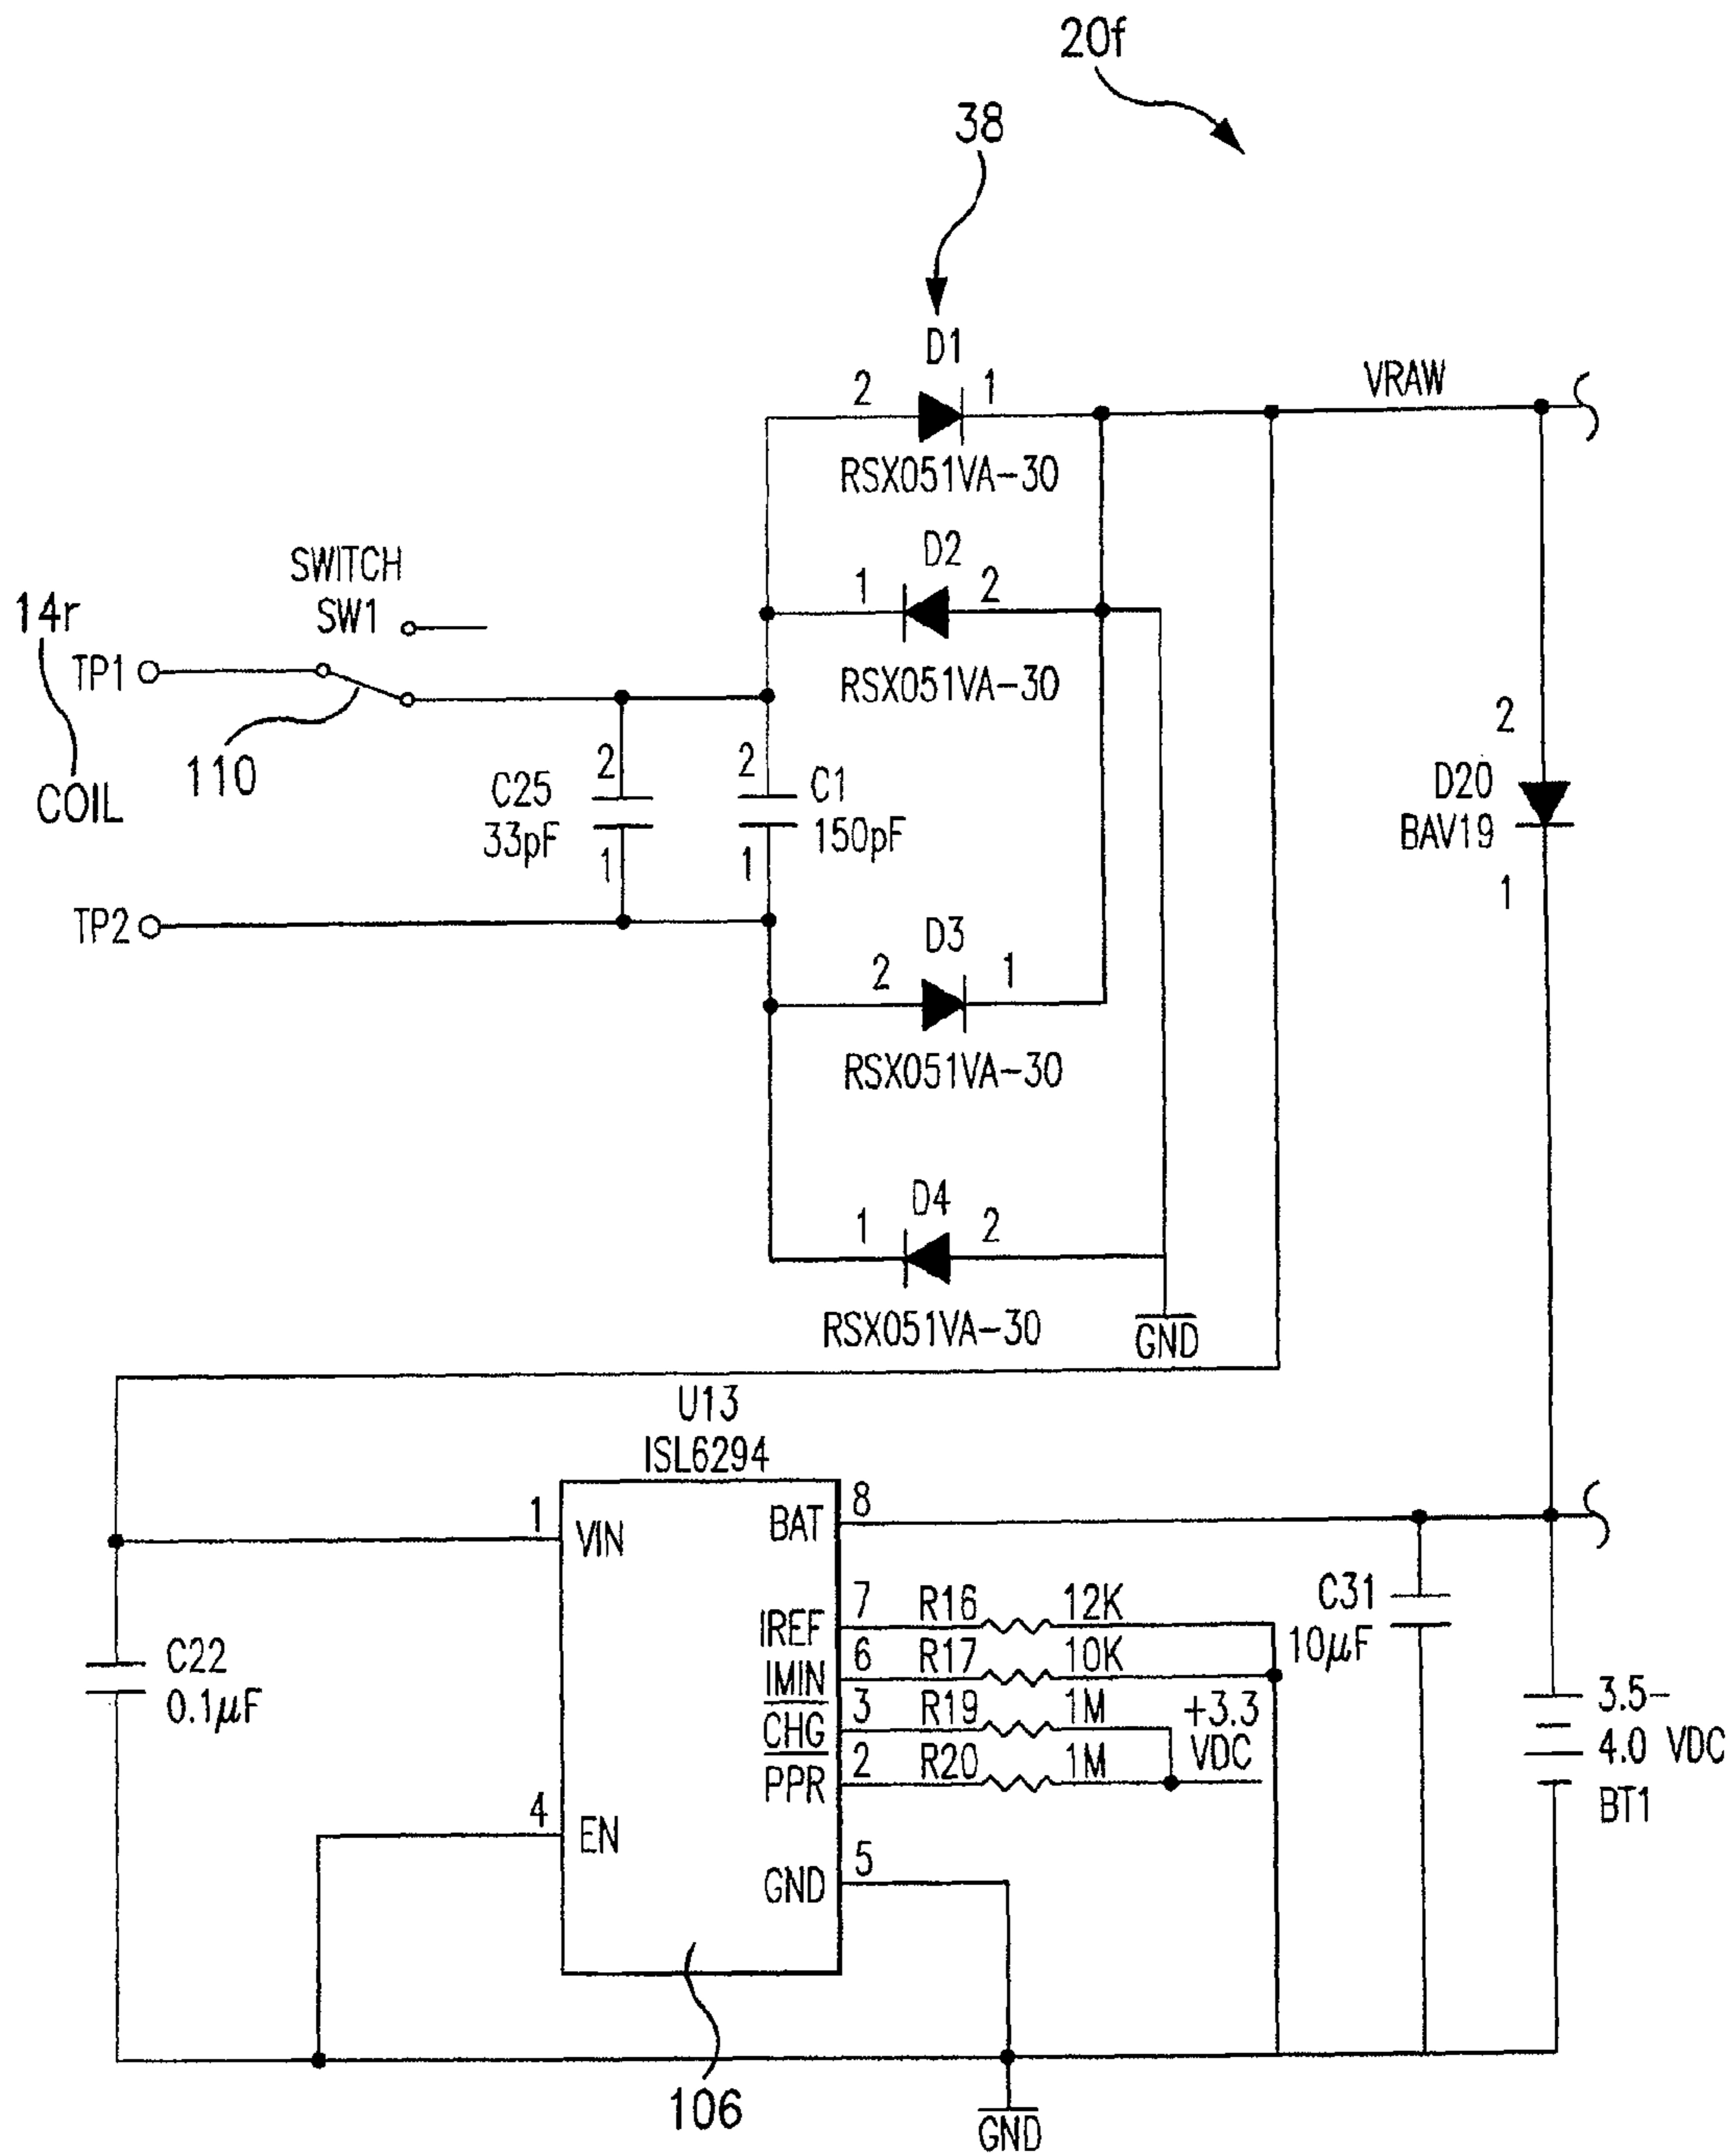 20f
38
D1
2
1
VRAW
RSX051VA-30
D2
1
2
RSX051VA-30
SWITCH
SW1
14r
TP1
110
COIL
2
C25
33pF
1
2
C1
150pF
1
2
D20
BAV19
1
TP2
D3
2
1
RSX051VA-30
D4
1
2
RSX051VA-30
GND
U13
ISL6294
1
VIN
BAT
8
IREF
7
R16
12K
IMIN
6
R17
10K
CHG
3
R19
1M
PPR
2
R20
1M
+3.3
VDC
C31
10µF
C22
0.1µF
3.5-
4.0 VDC
BT1
4
EN
GND
5
106
GND